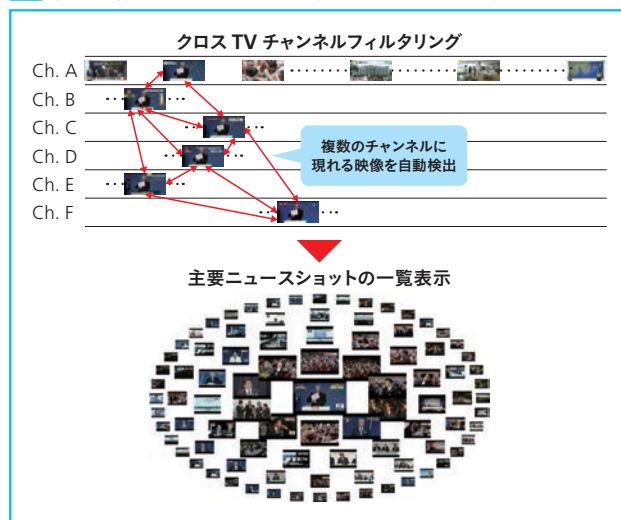 クロス TV チャンネルフィルタリング
Ch. A
Ch. B
Ch. C
Ch. D
Ch. E
Ch. F
複数のチャンネルに
現れる映像を自動検出
主要ニュースショットの一覧表示